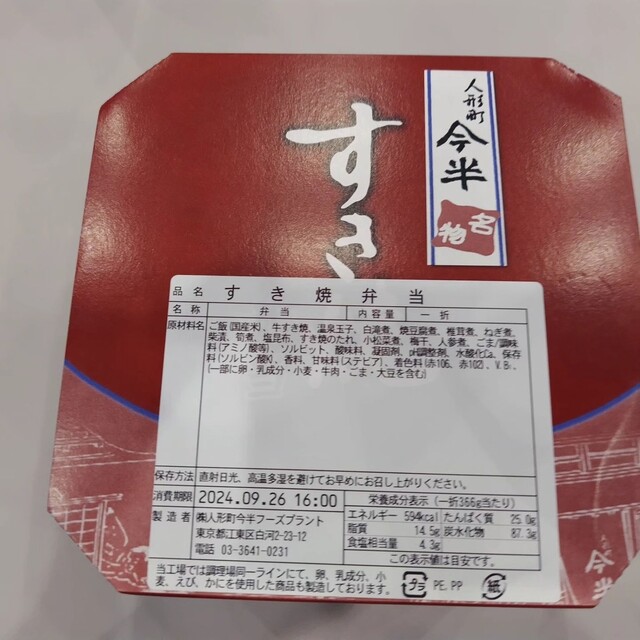 人形町
今半
名物
すき
品名 すき焼弁当
名称 弁当 内容量 一折
原材料名 ご飯(国産米)、牛すき焼、温泉玉子、白滝煮、焼豆腐煮、椎茸煮、ねぎ煮、
柴漬、筍煮、塩昆布、すき焼のたれ、小松菜煮、梅干、人参煮、ごま/調味
料(アミノ酸等)、ソルビット、酸味料、凝固剤、pH調整剤、水酸化Ca、保存
料(ソルビン酸K)、香料、甘味料(ステビア)、着色料(赤106、赤102)、V.B₁、
(一部に卵・乳成分・小麦・牛肉・ごま・大豆を含む)
保存方法 直射日光、高温多湿を避けてお早めにお召し上がりください。
消費期限 2024.09.26 16:00
製造者 ㈱人形町今半フーズプラント
東京都江東区白河2-23-12
電話 03-3641-0231
栄養成分表示(一折366g当たり)
エネルギー 594kcal たんぱく質 25.0g
脂質 14.5g 炭水化物 87.3g
食塩相当量 4.3g
この表示値は目安です。
当工場では調理場同一ラインにて、卵、乳成分、小
麦、えび、かにを使用した商品も製造しております。
プラ PE,PP 紙
今半